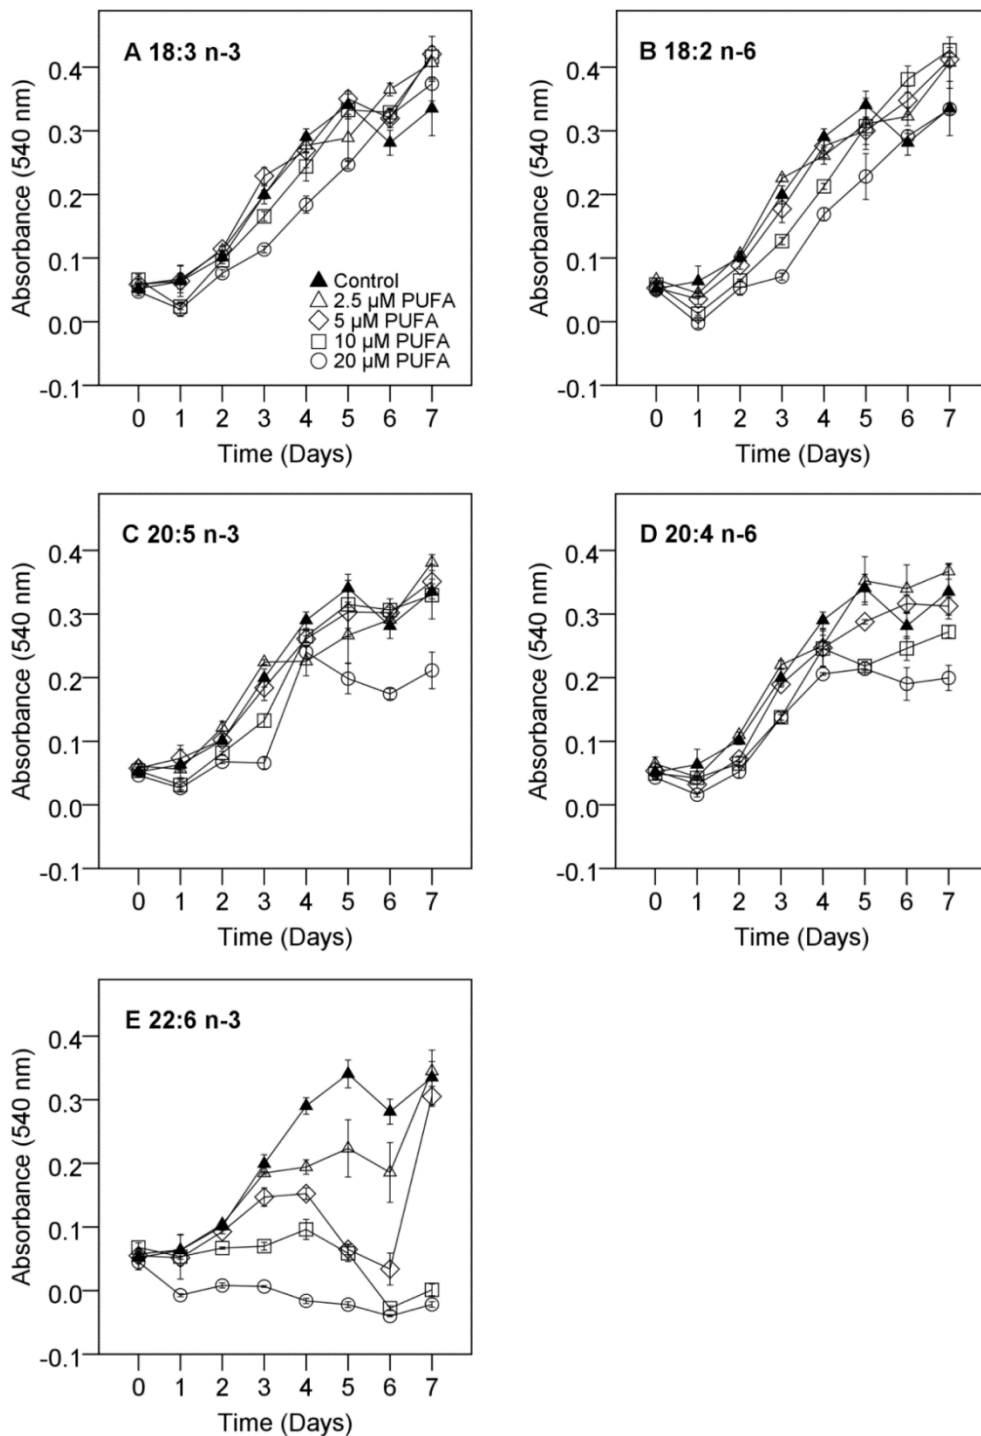 A 18:3 n-3
Absorbance (540 nm)
0.4
0.3
0.2
0.1
0.0
-0.1
Control
2.5 µM PUFA
5 µM PUFA
10 µM PUFA
20 µM PUFA
0 1 2 3 4 5 6 7
Time (Days)
B 18:2 n-6
Absorbance (540 nm)
0.4
0.3
0.2
0.1
0.0
-0.1
0 1 2 3 4 5 6 7
Time (Days)
C 20:5 n-3
Absorbance (540 nm)
0.4
0.3
0.2
0.1
0.0
-0.1
0 1 2 3 4 5 6 7
Time (Days)
D 20:4 n-6
Absorbance (540 nm)
0.4
0.3
0.2
0.1
0.0
-0.1
0 1 2 3 4 5 6 7
Time (Days)
E 22:6 n-3
Absorbance (540 nm)
0.4
0.3
0.2
0.1
0.0
-0.1
0 1 2 3 4 5 6 7
Time (Days)